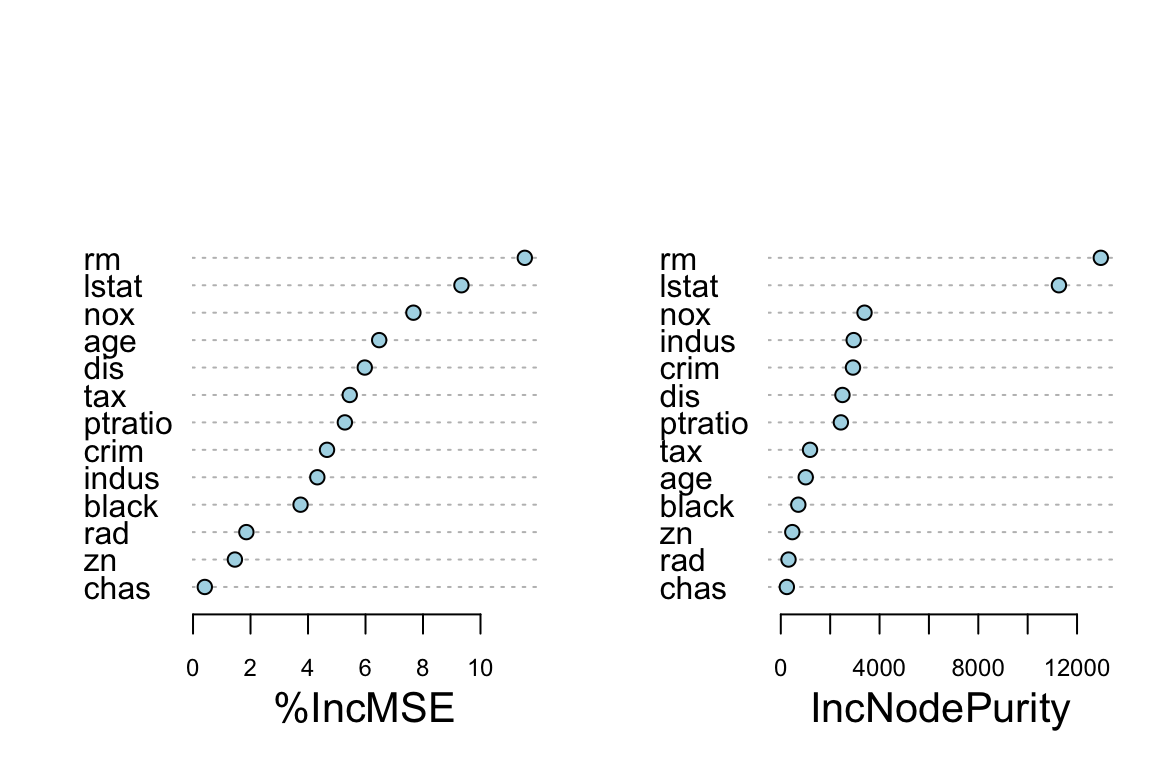 rm
lstat
nox
age
dis
tax
ptratio
crim
indus
black
rad
zn
chas
0 2 4 6 8 10
%IncMSE
rm
lstat
nox
indus
crim
dis
ptratio
tax
age
black
zn
rad
chas
0 4000 8000 12000
IncNodePurity